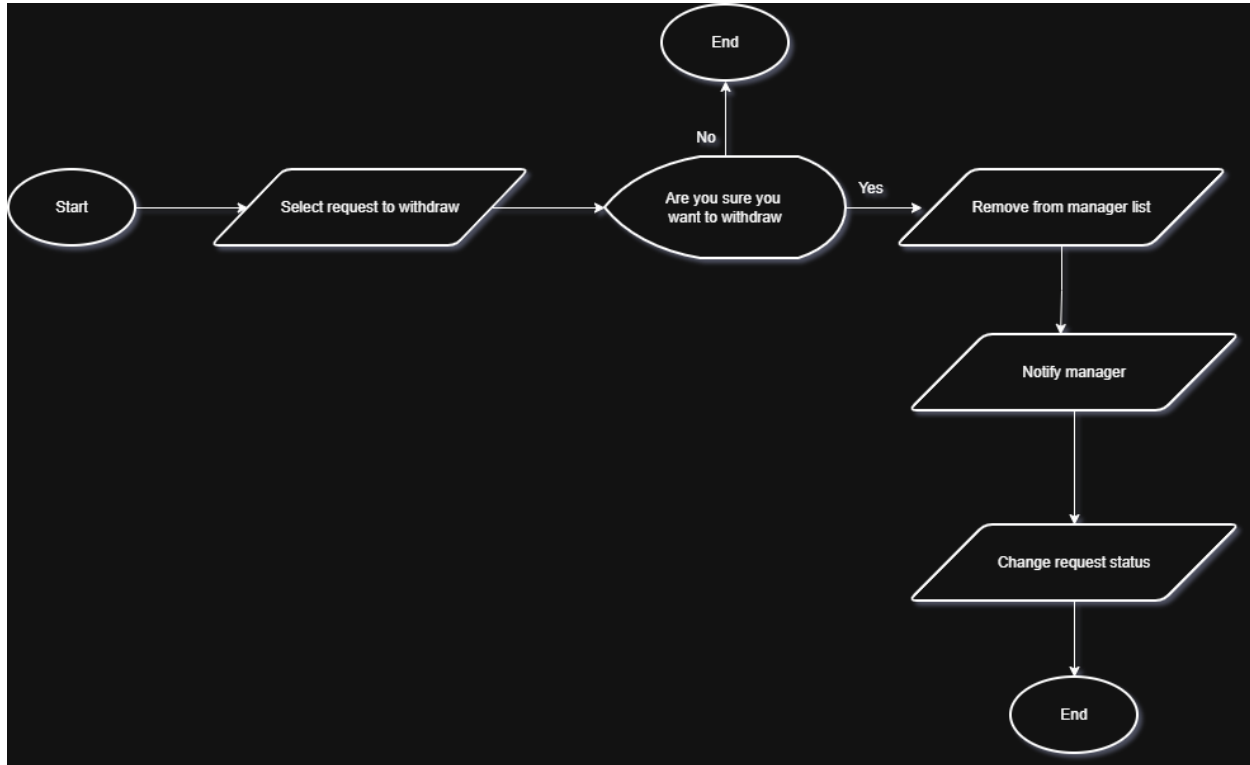 End
No
Start
Select request to withdraw
Are you sure you
want to withdraw
Yes
Remove from manager list
Notify manager
Change request status
End